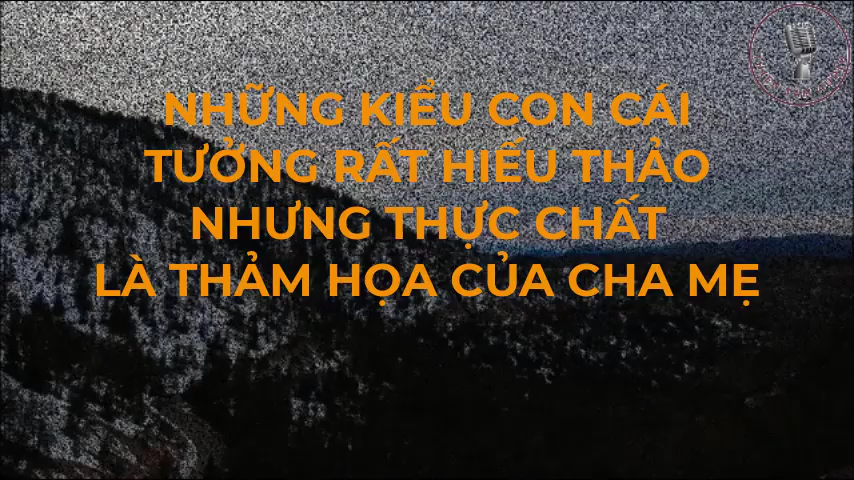 NHỮNG KIỂU CON CÁI
TƯỞNG RẤT HIẾU THẢO
NHƯNG THỰC CHẤT
LÀ THẢM HỌA CỦA CHA MẸ